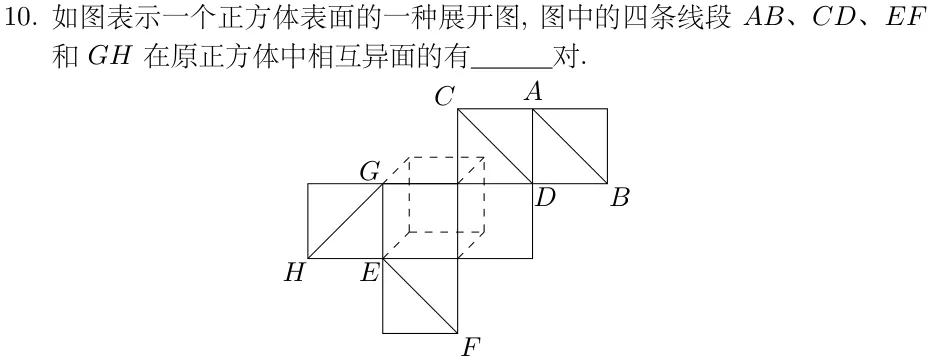 10. 如图表示一个正方体表面的一种展开图, 图中的四条线段 AB、CD、EF
和 GH 在原正方体中相互异面的有______对.
C A
G
D B
H E
F